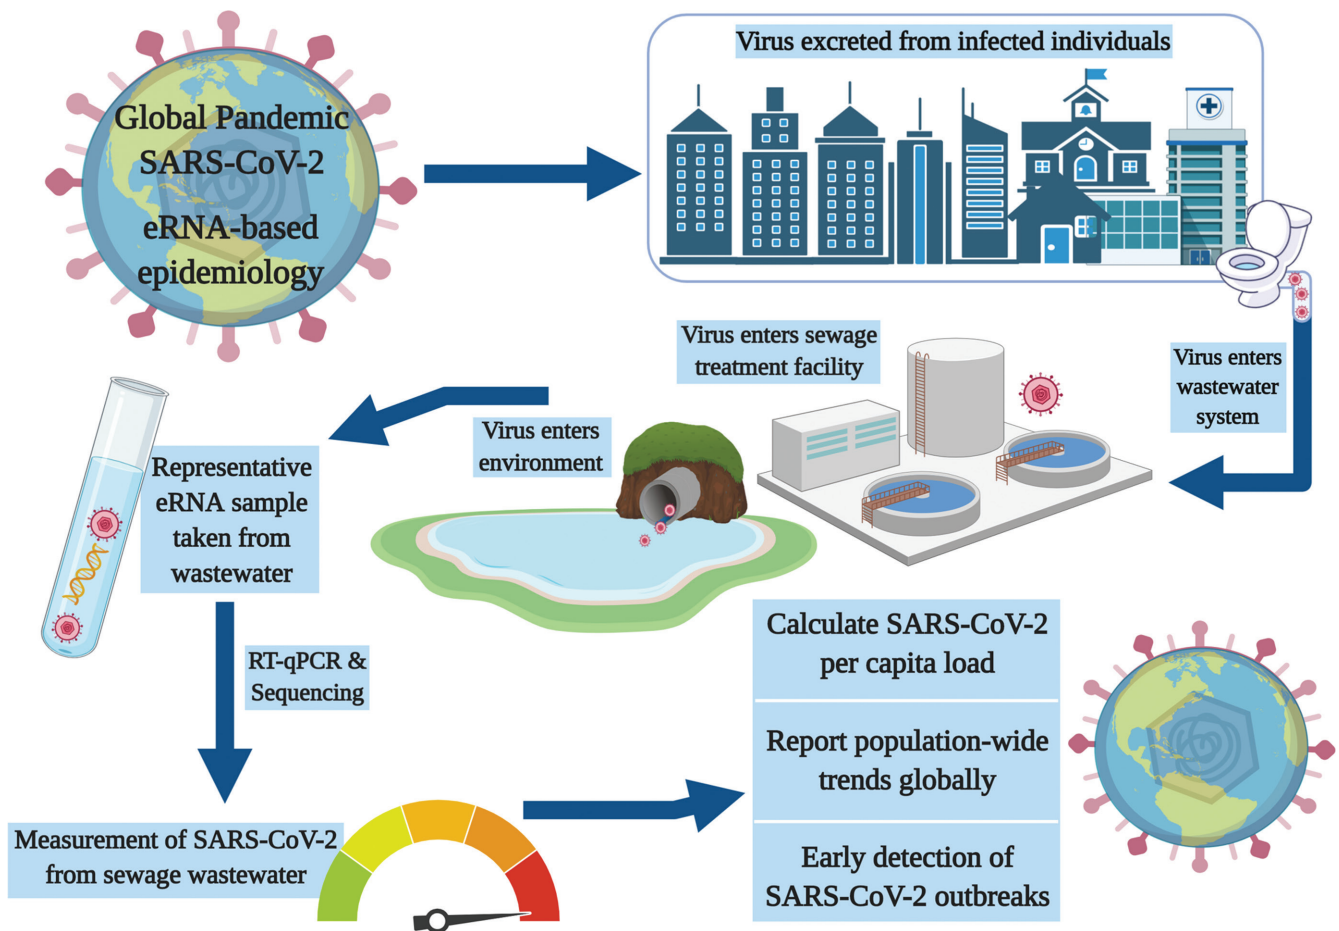 Global Pandemic
SARS-CoV-2
eRNA-based
epidemiology
Virus excreted from infected individuals
Virus enters
wastewater
system
Virus enters sewage
treatment facility
Virus enters
environment
Representative
eRNA sample
taken from
wastewater
RT-qPCR &
Sequencing
Measurement of SARS-CoV-2
from sewage wastewater
Calculate SARS-CoV-2
per capita load
Report population-wide
trends globally
Early detection of
SARS-CoV-2 outbreaks